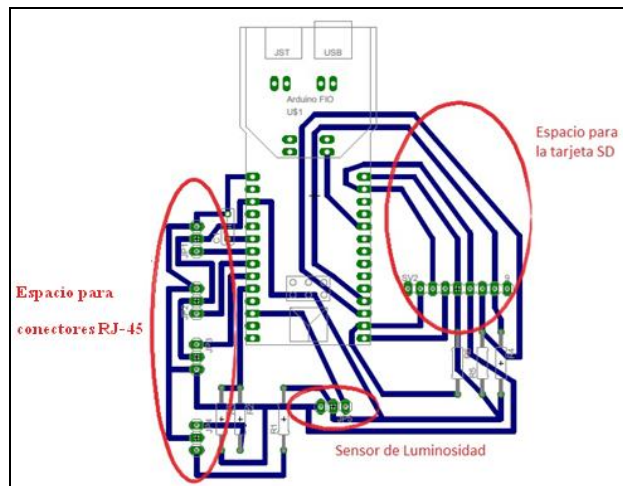 JST
USB
Arduino FIO
U$1
Espacio para
la tarjeta SD
SV2
Espacio para
conectores RJ-45
R1
Sensor de Luminosidad